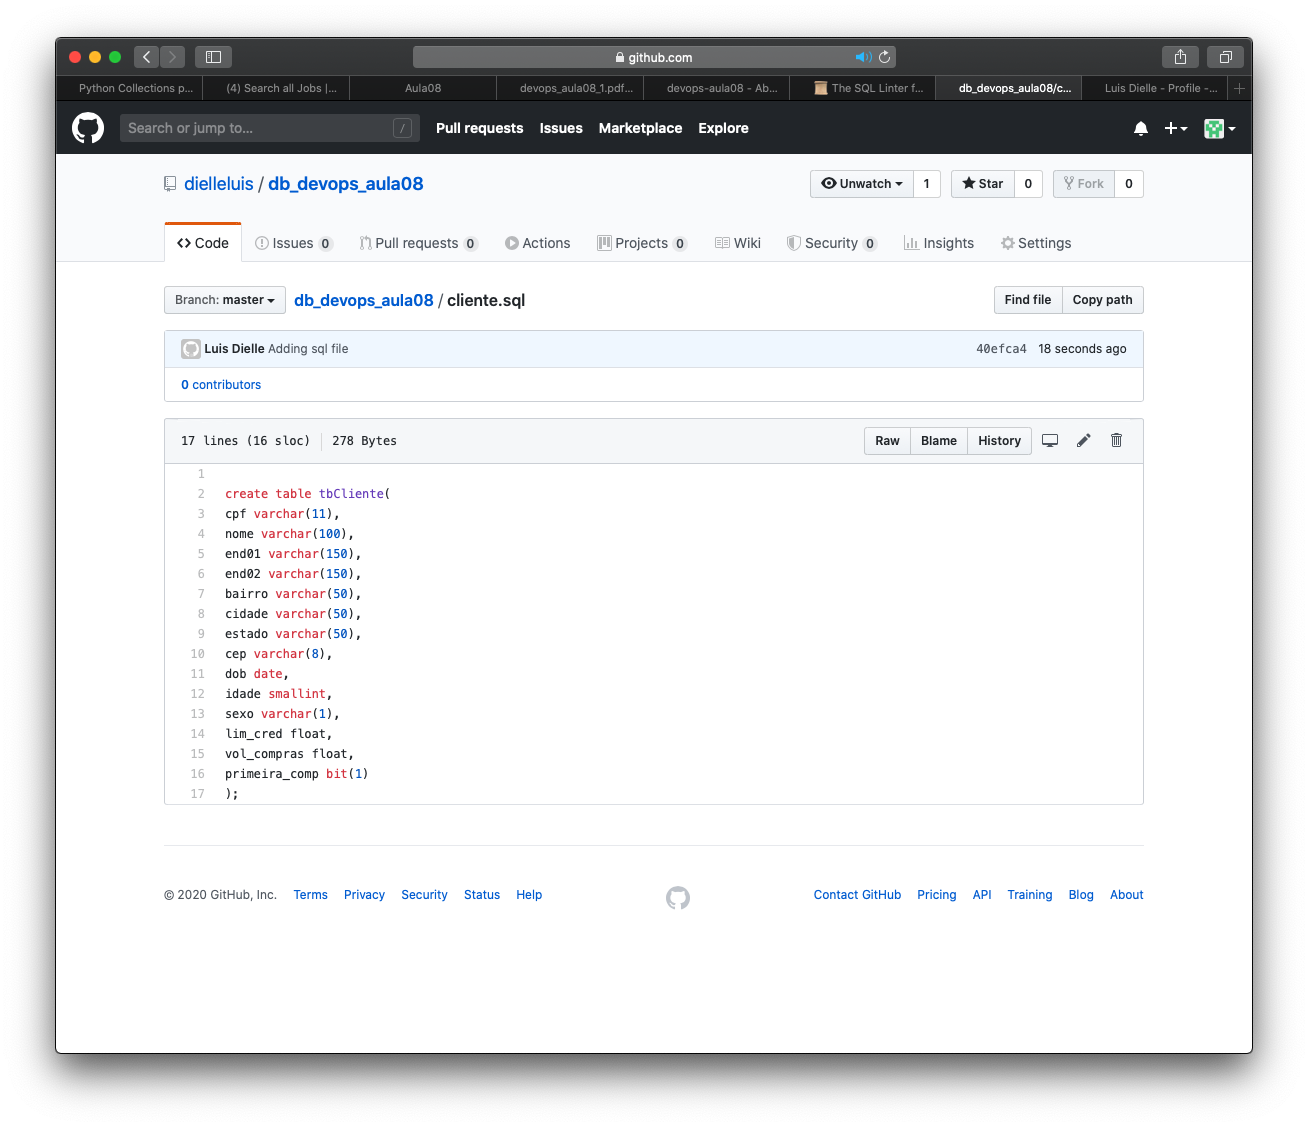 github.com
Python Collections p... (4) Search all Jobs |... Aula08 devops_aula08_1.pdf... devops-aula08 - Ab... The SQL Linter f... db_devops_aula08/c... Luis Dielle - Profile -...
Search or jump to... / Pull requests Issues Marketplace Explore
dielleluis / db_devops_aula08 Unwatch 1 Star 0 Fork 0
<> Code Issues 0 Pull requests 0 Actions Projects 0 Wiki Security 0 Insights Settings
Branch: master db_devops_aula08 / cliente.sql Find file Copy path
Luis Dielle Adding sql file 40efca4 18 seconds ago
0 contributors
17 lines (16 sloc) 278 Bytes Raw Blame History
1
2 create table tbCliente(
3 cpf varchar(11),
4 nome varchar(100),
5 end01 varchar(150),
6 end02 varchar(150),
7 bairro varchar(50),
8 cidade varchar(50),
9 estado varchar(50),
10 cep varchar(8),
11 dob date,
12 idade smallint,
13 sexo varchar(1),
14 lim_cred float,
15 vol_compras float,
16 primeira_comp bit(1)
17 );
© 2020 GitHub, Inc. Terms Privacy Security Status Help Contact GitHub Pricing API Training Blog About